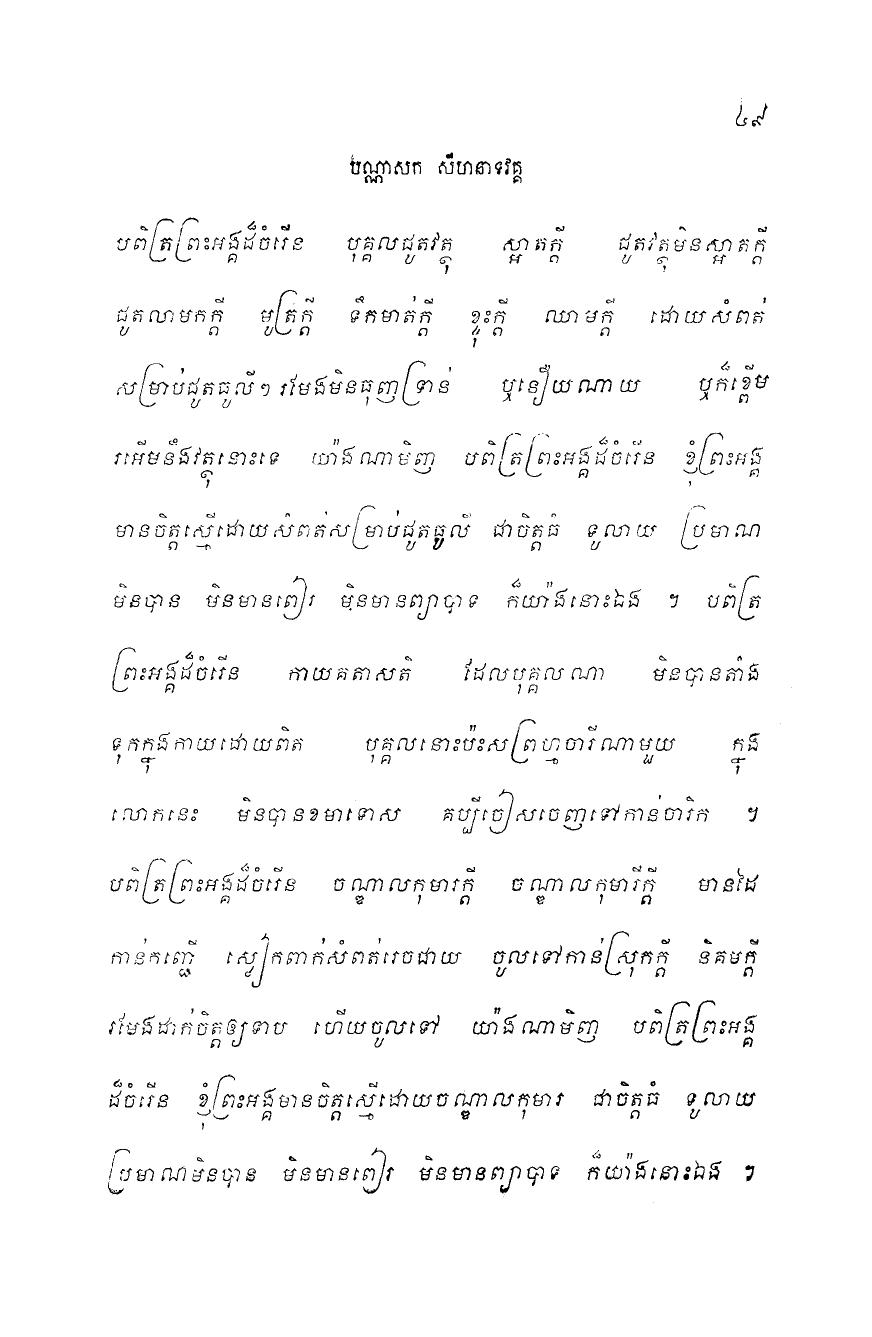 ៤៩
បណ្ណាសក សីហនាទវគ្គ
បពិត្រព្រះអង្គដ៏ចំរើន បុគ្គលជូតវត្ថុ ស្អាតក្តី ជូតវត្ថុមិនស្អាតក្តី
ជូតលាមកក្តី មូត្រក្តី ទឹកមាត់ក្តី ខ្ទុះក្តី ឈាមក្តី ដោយសំពត់
សម្រាប់ជូតធូលីៗ រមែងមិនធុញទ្រាន់ ឬនឿយណាយ ឬក៏ខ្ពើម
រអើមនឹងវត្ថុនោះទេ យ៉ាងណាមិញ បពិត្រព្រះអង្គដ៏ចំរើន ខ្ញុំព្រះអង្គ
មានចិត្តស្មើដោយសំពត់សម្រាប់ជូតធូលី ជាចិត្តធំ ទូលាយ ប្រមាណ
មិនបាន មិនមានពៀរ មិនមានព្យាបាទ ក៏យ៉ាងនោះឯង ។ បពិត្រ
ព្រះអង្គដ៏ចំរើន កាយគតាសតិ ដែលបុគ្គលណា មិនបានតាំង
ទុកក្នុងកាយដោយពិត បុគ្គលនោះប៉ះសព្រហ្មចារីណាមួយ ក្នុង
លោកនេះ មិនបានខមាទោស គប្បីចៀសចេញទៅកាន់ចារិក ។
បពិត្រព្រះអង្គដ៏ចំរើន ចណ្ឌាលកុមារក្តី ចណ្ឌាលកុមារីក្តី មានដៃ
កាន់កញ្ជើ ស្លៀកពាក់សំពត់រេចជាយ ចូលទៅកាន់ស្រុកក្តី និគមក្តី
រមែងដាក់ចិត្តឲ្យទាប ហើយចូលទៅ យ៉ាងណាមិញ បពិត្រព្រះអង្គ
ដ៏ចំរើន ខ្ញុំព្រះអង្គមានចិត្តស្មើដោយចណ្ឌាលកុមារ ជាចិត្តធំ ទូលាយ
ប្រមាណមិនបាន មិនមានពៀរ មិនមានព្យាបាទ ក៏យ៉ាងនោះឯង ។